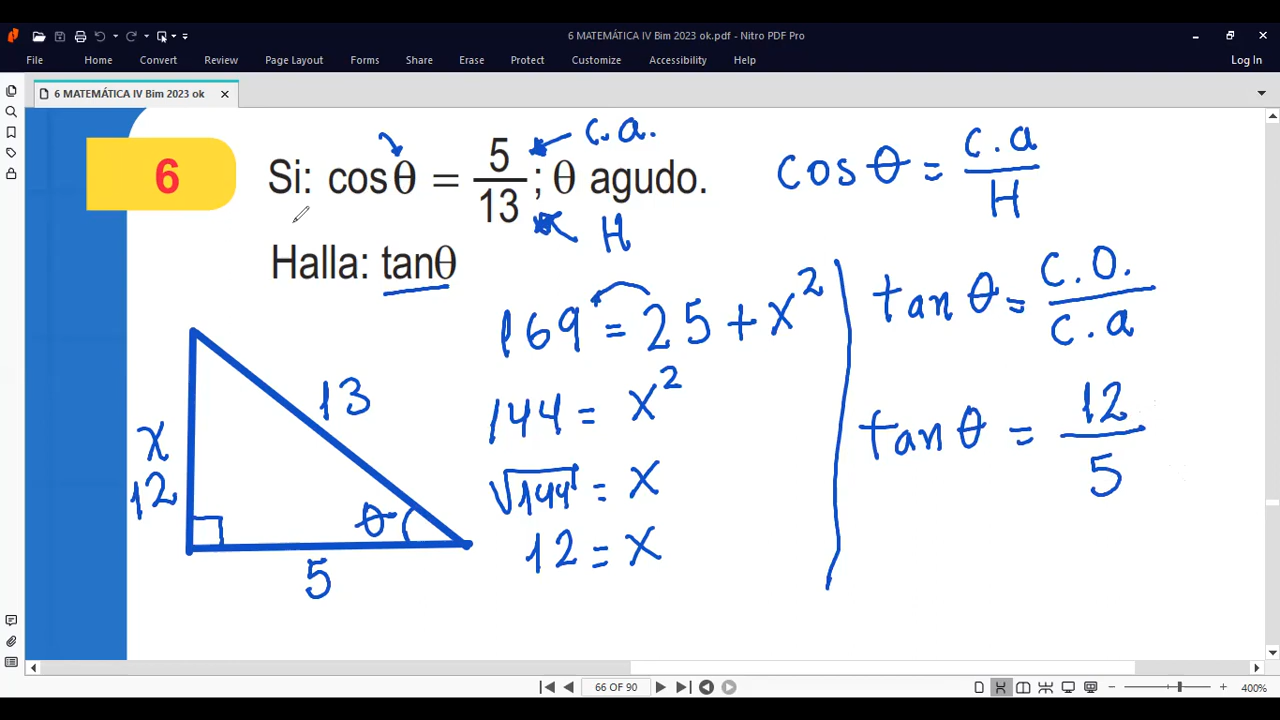 6 MATEMÁTICA IV Bim 2023 ok.pdf - Nitro PDF Pro
File Home Convert Review Page Layout Forms Share Erase Protect Customize Accessibility Help Log In
6 MATEMÁTICA IV Bim 2023 ok
6
Si: cosθ = 5/13 ; θ agudo.
c.a.
H
Halla: tanθ
cos θ = c.a/H
169 = 25 + x²
144 = x²
√144 = x
12 = x
tan θ = c.o./c.a
tan θ = 12/5
13
x
12
θ
5
66 OF 90
400%